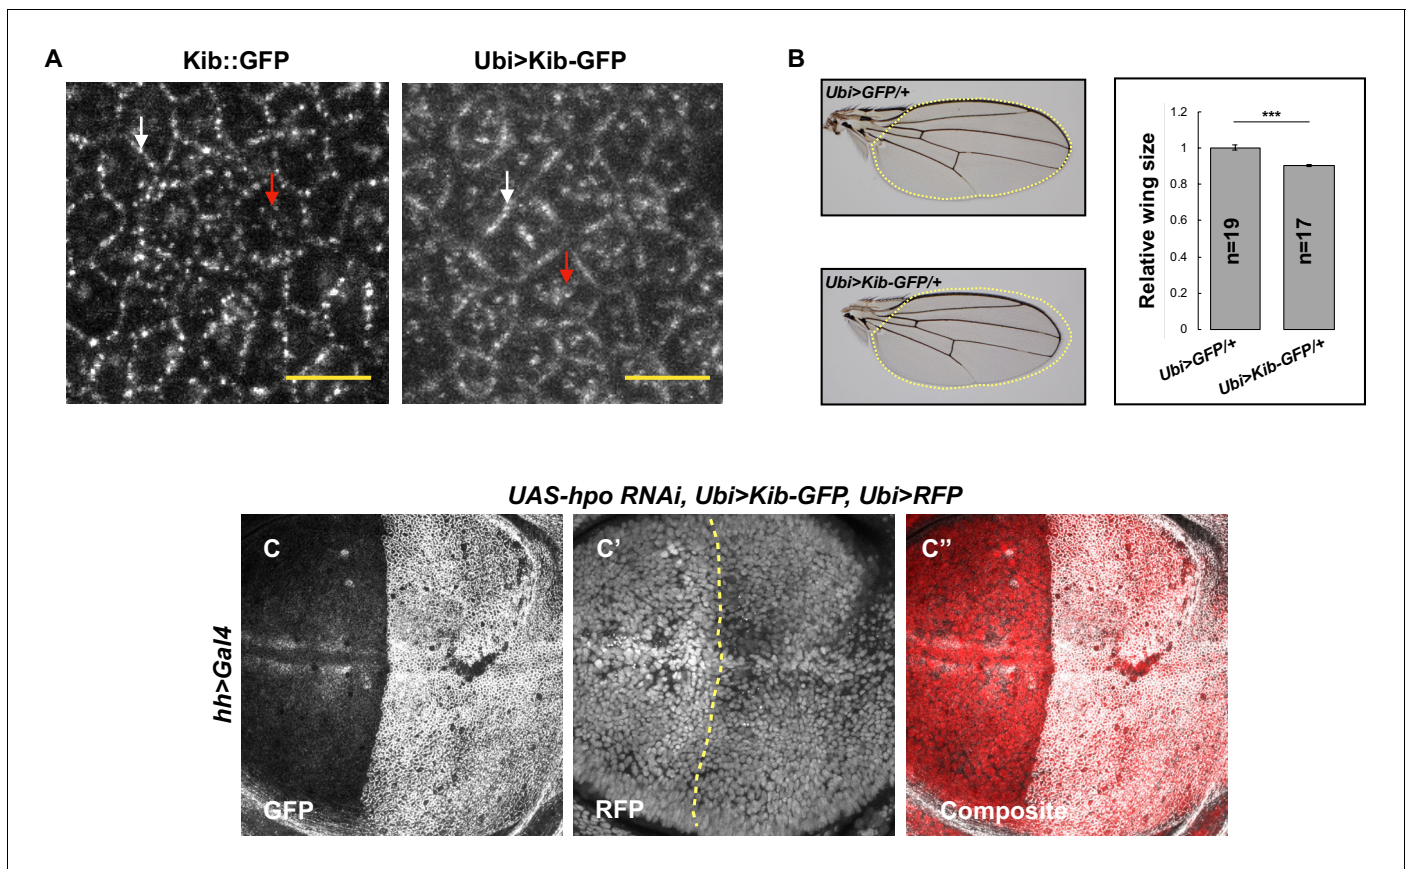 A
Kib::GFP
Ubi>Kib-GFP
B
Ubi>GFP/+
Ubi>Kib-GFP/+
Relative wing size
1.2
1
0.8
0.6
0.4
0.2
0
***
n=19
n=17
Ubi>GFP/+
Ubi>Kib-GFP/+
UAS-hpo RNAi, Ubi>Kib-GFP, Ubi>RFP
hh>Gal4
C
GFP
C'
RFP
C"
Composite